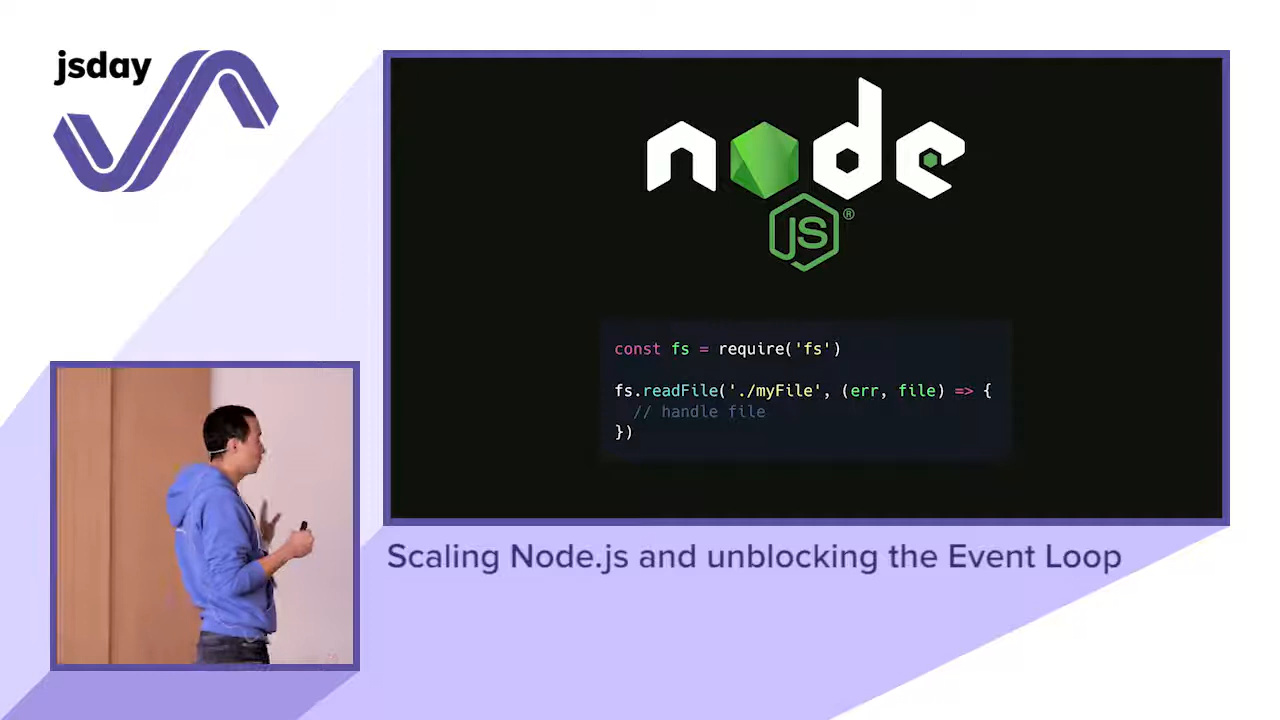 jsday
node
JS®
const fs = require('fs')
fs.readFile('./myFile', (err, file) => {
// handle file
})
Scaling Node.js and unblocking the Event Loop